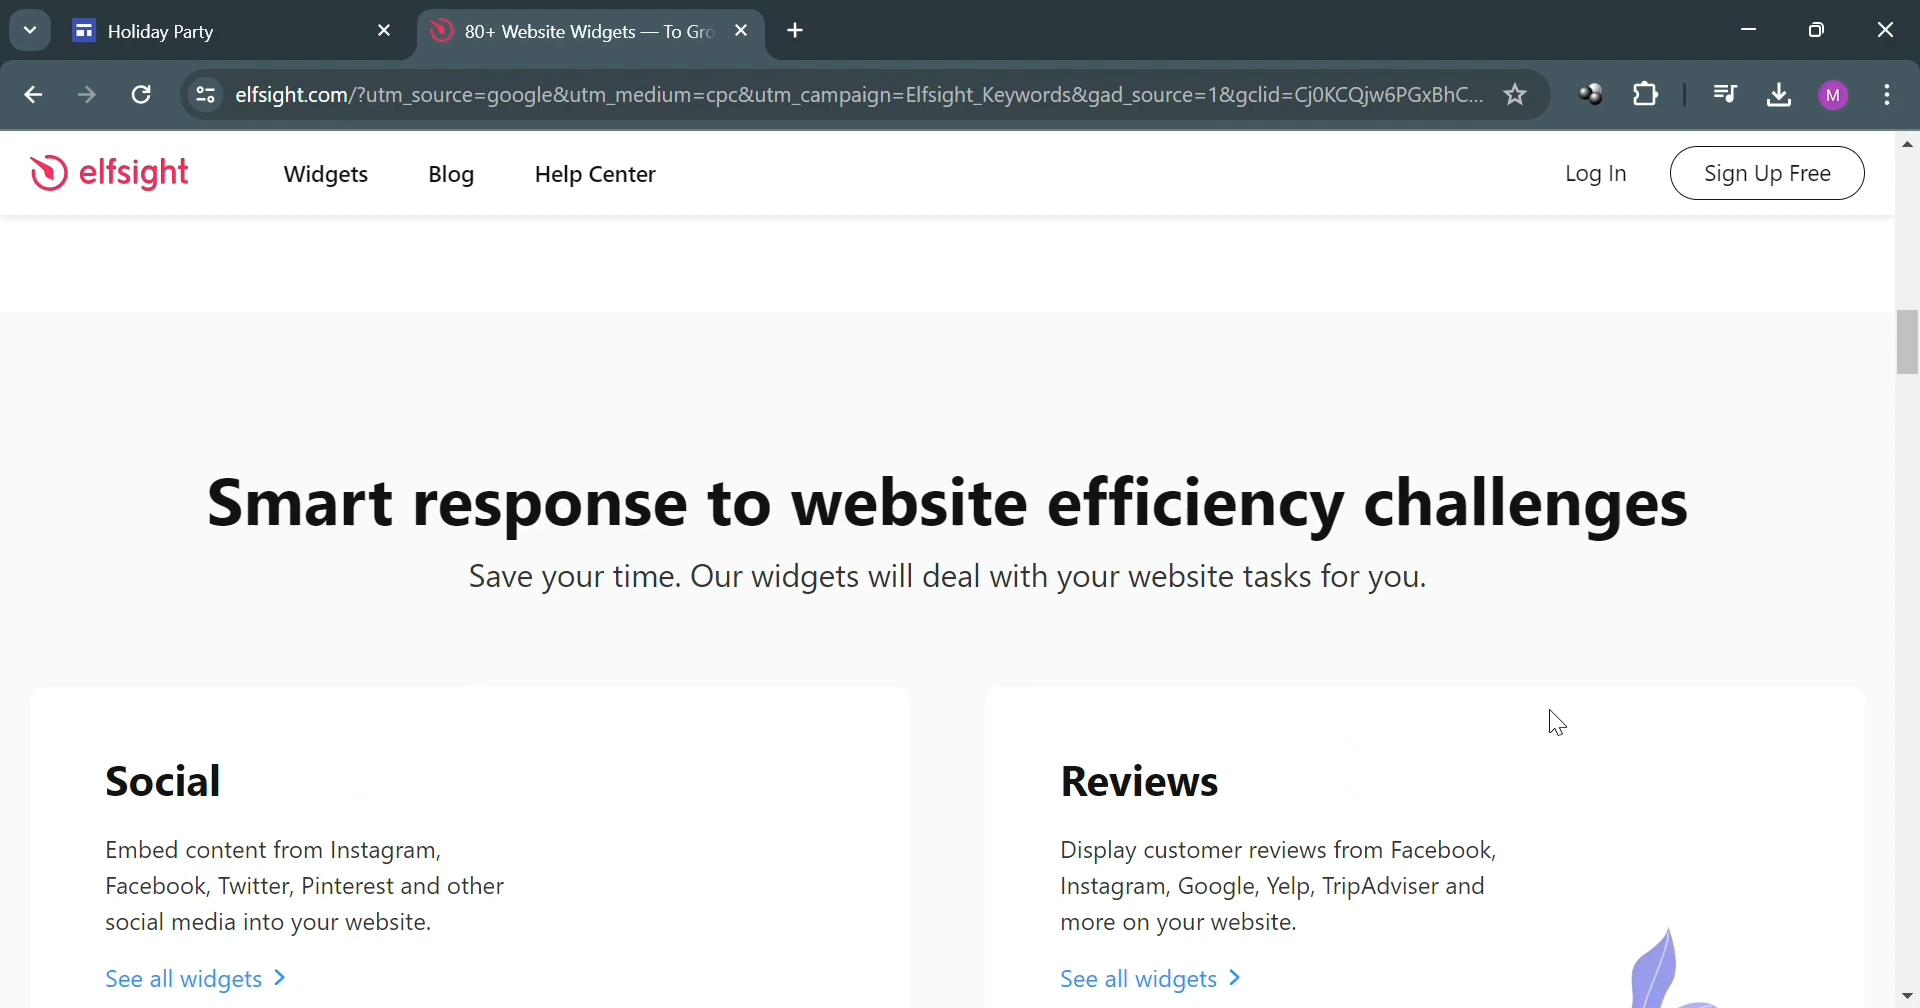 Holiday Party
80+ Website Widgets — To Gro
elfsight.com/?utm_source=google&utm_medium=cpc&utm_campaign=Elfsight_Keywords&gad_source=1&gclid=Cj0KCQjw6PGxBhC...
M
elfsight
Widgets
Blog
Help Center
Log In
Sign Up Free
Smart response to website efficiency challenges
Save your time. Our widgets will deal with your website tasks for you.
Social
Embed content from Instagram,
Facebook, Twitter, Pinterest and other
social media into your website.
See all widgets
Reviews
Display customer reviews from Facebook,
Instagram, Google, Yelp, TripAdviser and
more on your website.
See all widgets